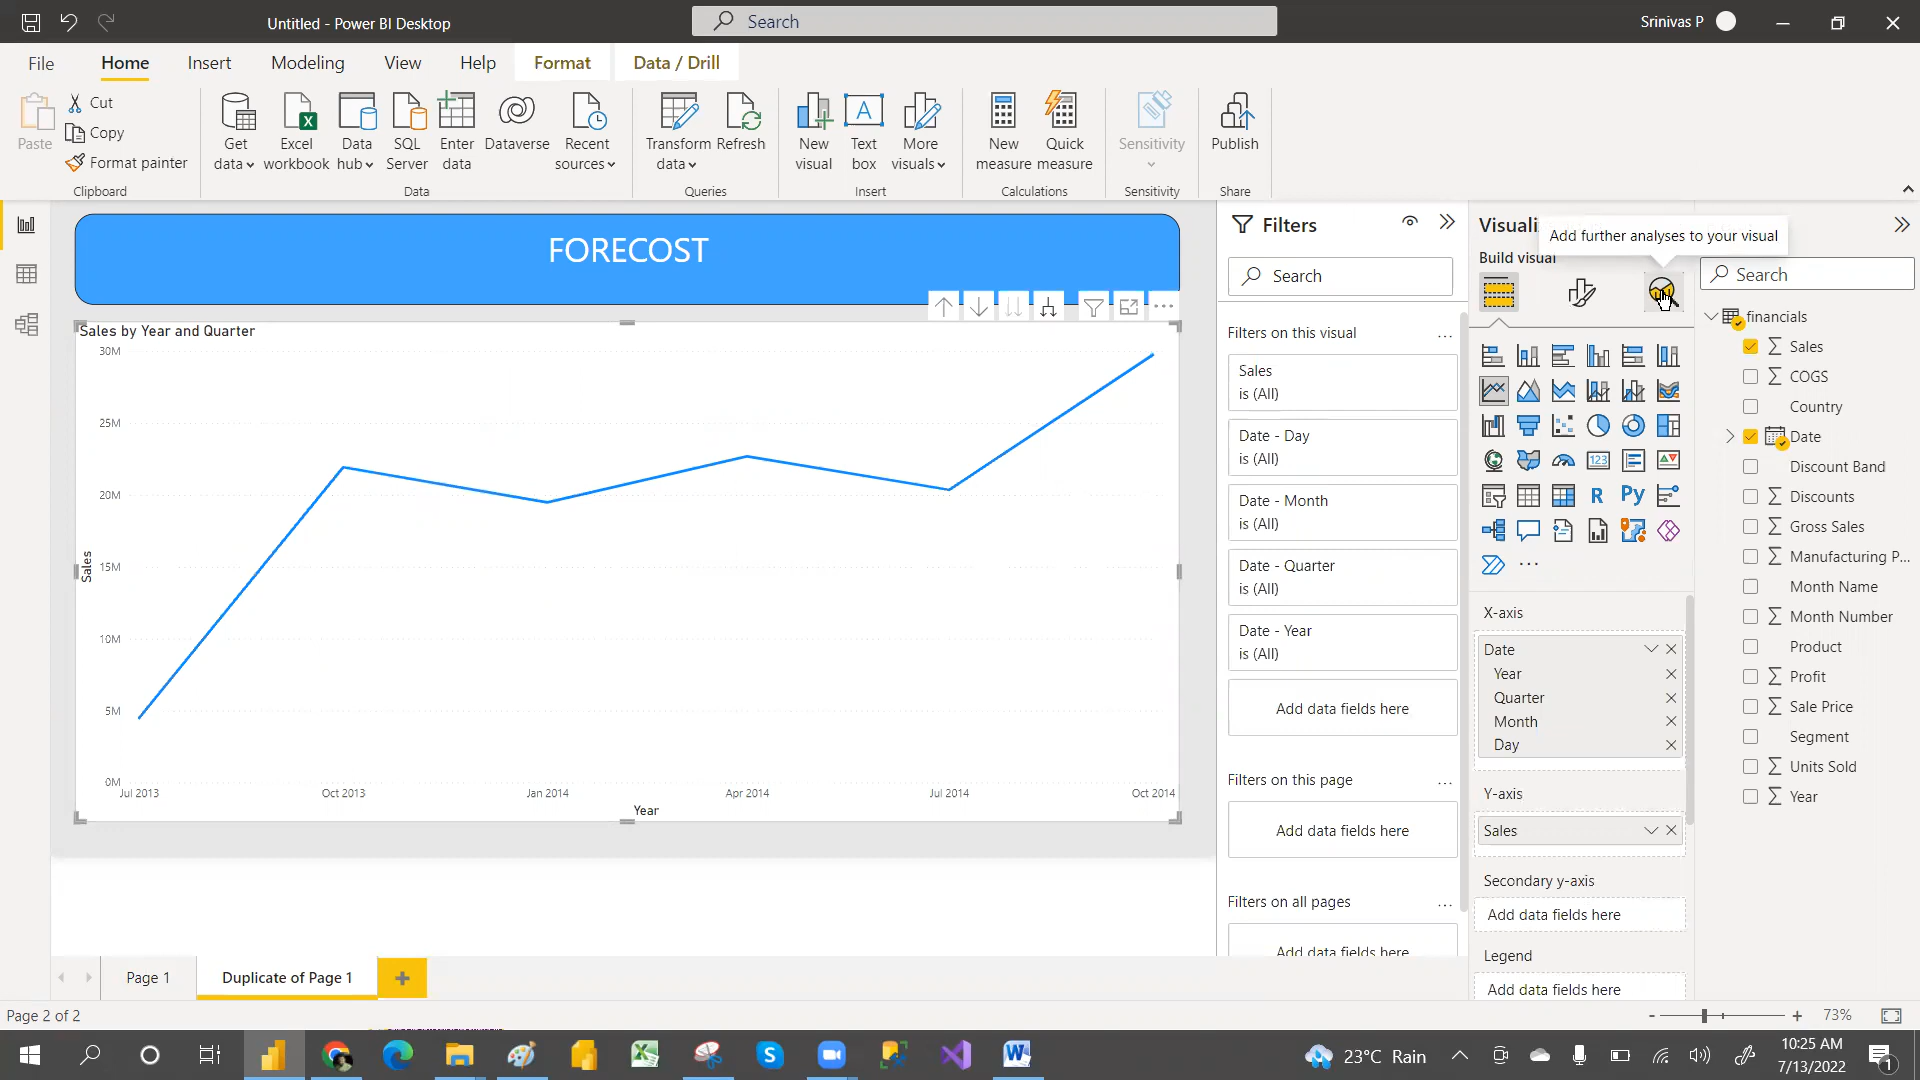 Untitled - Power BI Desktop
Search
Srinivas P
File
Home
Insert
Modeling
View
Help
Format
Data / Drill
Paste
Cut
Copy
Format painter
Clipboard
Get data
Excel workbook
Data hub
SQL Server
Enter data
Dataverse
Recent sources
Data
Transform data
Refresh
Queries
New visual
Text box
More visuals
Insert
New measure
Quick measure
Calculations
Sensitivity
Sensitivity
Publish
Share
FORECOST
Sales by Year and Quarter
30M
25M
20M
15M
10M
5M
0M
Sales
Jul 2013
Oct 2013
Jan 2014
Apr 2014
Jul 2014
Oct 2014
Year
Filters
Search
Filters on this visual
Sales
is (All)
Date - Day
is (All)
Date - Month
is (All)
Date - Quarter
is (All)
Date - Year
is (All)
Add data fields here
Filters on this page
Add data fields here
Filters on all pages
Add data fields here
Visuali
Add further analyses to your visual
Build visual
R
Py
123
X-axis
Date
Year
Quarter
Month
Day
Y-axis
Sales
Secondary y-axis
Add data fields here
Legend
Add data fields here
Search
financials
Sales
COGS
Country
Date
Discount Band
Discounts
Gross Sales
Manufacturing P...
Month Name
Month Number
Product
Profit
Sale Price
Segment
Units Sold
Year
Page 1
Duplicate of Page 1
Page 2 of 2
73%
23°C Rain
10:25 AM
7/13/2022
1